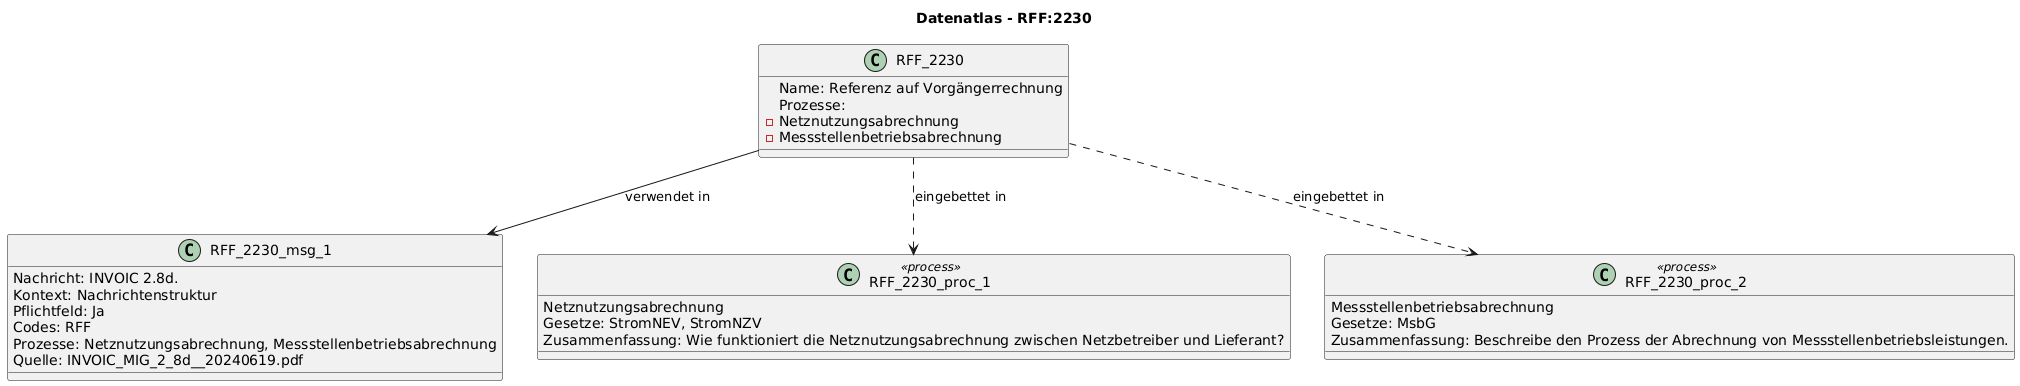 Datenatlas - RFF:2230
C RFF_2230
Name: Referenz auf Vorgängerrechnung
Prozesse:
Netznutzungsabrechnung
Messstellenbetriebsabrechnung
verwendet in
eingebettet in
eingebettet in
C RFF_2230_msg_1
Nachricht: INVOIC 2.8d.
Kontext: Nachrichtenstruktur
Pflichtfeld: Ja
Codes: RFF
Prozesse: Netznutzungsabrechnung, Messstellenbetriebsabrechnung
Quelle: INVOIC_MIG_2_8d__20240619.pdf
«process»
C RFF_2230_proc_1
Netznutzungsabrechnung
Gesetze: StromNEV, StromNZV
Zusammenfassung: Wie funktioniert die Netznutzungsabrechnung zwischen Netzbetreiber und Lieferant?
«process»
C RFF_2230_proc_2
Messstellenbetriebsabrechnung
Gesetze: MsbG
Zusammenfassung: Beschreibe den Prozess der Abrechnung von Messstellenbetriebsleistungen.